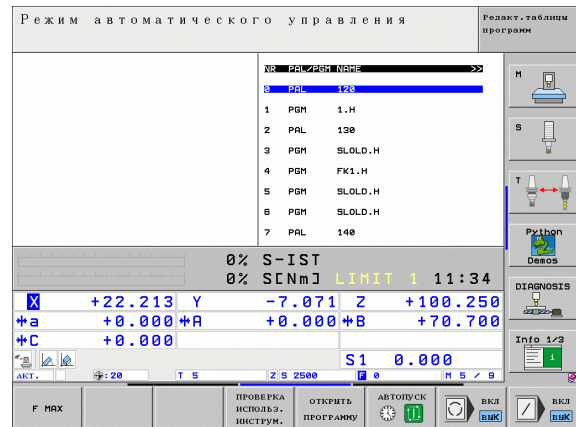 Режим автоматического управления
Редакт.таблицы
программ
NR PAL/PGM NAME >>
0 PAL 120
1 PGM 1.H
2 PAL 130
3 PGM SLOLD.H
4 PGM FK1.H
5 PGM SLOLD.H
6 PGM SLOLD.H
7 PAL 140
M
S
T
Python
Demos
DIAGNOSIS
Info 1/3
0% S-IST
0% S[Nm] LIMIT 1 11:34
X +22.213 Y -7.071 Z +100.250
a +0.000 A +0.000 B +70.700
C +0.000
S1 0.000
АКТ. :20 T 5 Z S 2500 F 0 M 5 / 9
F MAX
ПРОВЕРКА
ИСПОЛЬЗ.
ИНСТРУМ.
ОТКРЫТЬ
ПРОГРАММУ
АВТОПУСК
ВКЛ
ВЫК
ВКЛ
ВЫК